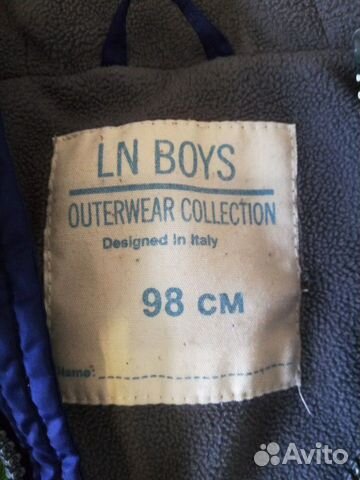 LN BOYS
OUTERWEAR COLLECTION
Designed in Italy
98 CM
Name:
Avito